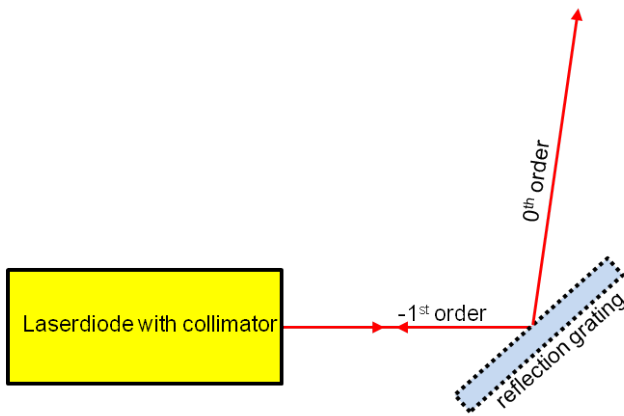 0th order
Laserdiode with collimator
-1st order
reflection grating